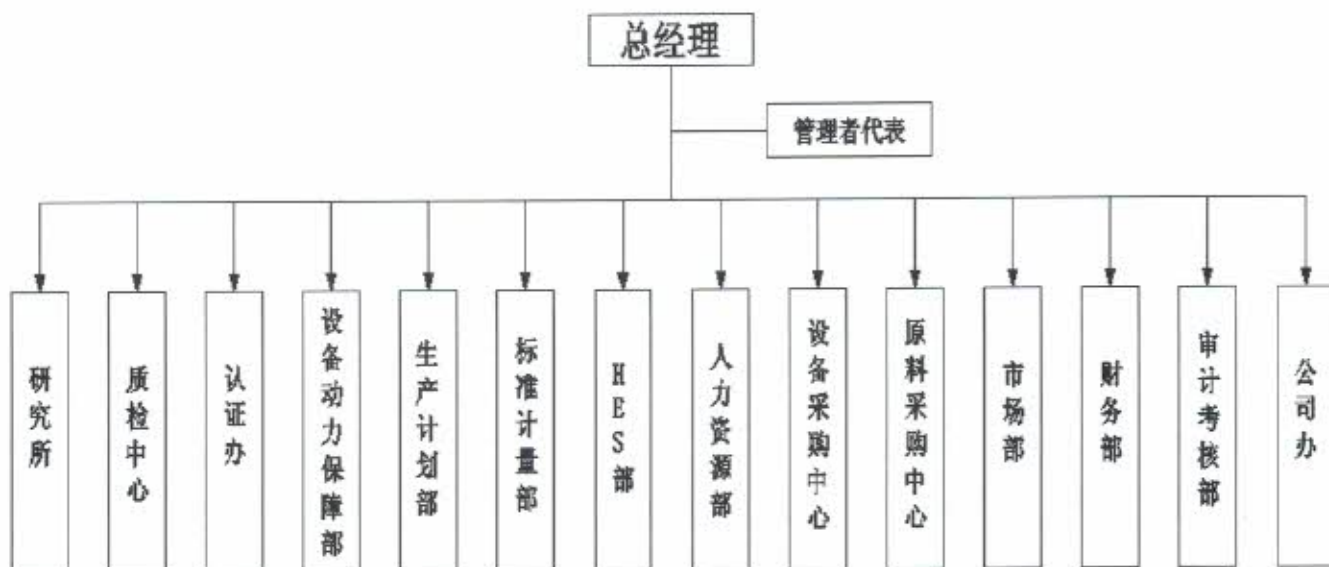 总经理
管理者代表
研究所
质检中心
认证办
设备动力保障部
生产计划部
标准计量部
HES部
人力资源部
设备采购中心
原料采购中心
市场部
财务部
审计考核部
公司办